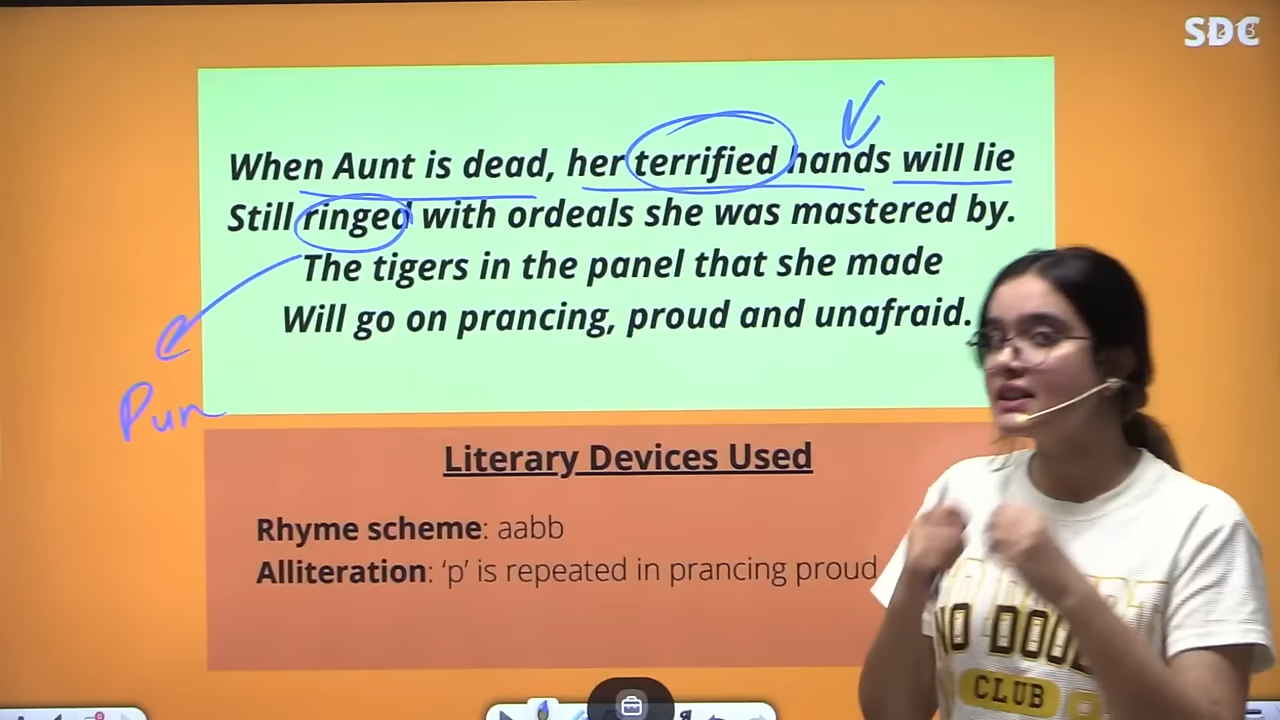 SDC
When Aunt is dead, her terrified hands will lie
Still ringed with ordeals she was mastered by.
The tigers in the panel that she made
Will go on prancing, proud and unafraid.
Pun
Literary Devices Used
Rhyme scheme: aabb
Alliteration: ‘p’ is repeated in prancing proud
NO DOUB
CLUB